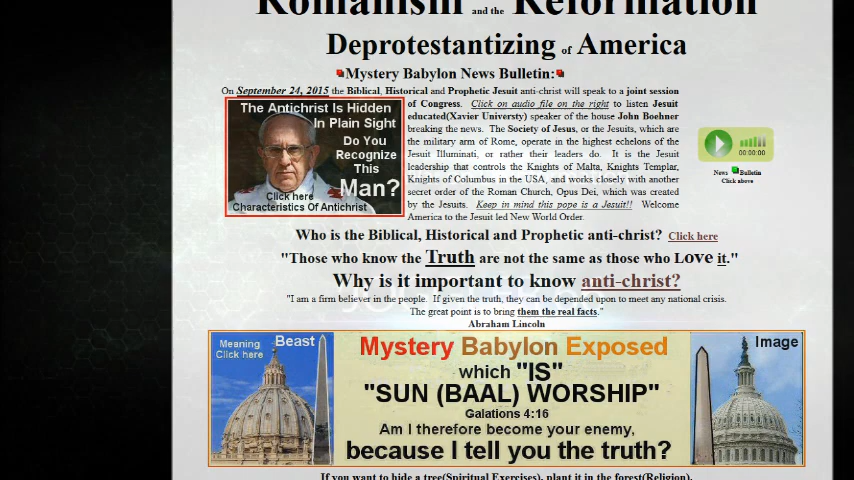 Romanism and the Reformation
Deprotestantizing of America
Mystery Babylon News Bulletin:
On September 24, 2015 the Biblical, Historical and Prophetic Jesuit anti-christ will speak to a joint session
of Congress. Click on audio file on the right to listen Jesuit
educated(Xavier Universty) speaker of the house John Boehner
breaking the news. The Society of Jesus, or the Jesuits, which are
the military arm of Rome, operate in the highest echelons of the
Jesuit Illuminati, or rather their leaders do. It is the Jesuit
leadership that controls the Knights of Malta, Knights Templar,
Knights of Columbus in the USA, and works closely with another
secret order of the Roman Church, Opus Dei, which was created
by the Jesuits. Keep in mind this pope is a Jesuit!! Welcome
America to the Jesuit led New World Order.
The Antichrist Is Hidden
In Plain Sight
Do You
Recognize
This
Man?
Click here
Characteristics Of Antichrist
00:00:00
News Bulletin
Click above
Who is the Biblical, Historical and Prophetic anti-christ? Click here
"Those who know the Truth are not the same as those who Love it."
Why is it important to know anti-christ?
"I am a firm believer in the people. If given the truth, they can be depended upon to meet any national crisis.
The great point is to bring them the real facts."
Abraham Lincoln
Meaning
Click here
Beast
Mystery Babylon Exposed
which "IS"
"SUN (BAAL) WORSHIP"
Galations 4:16
Am I therefore become your enemy,
because I tell you the truth?
Image
If you want to hide a tree(Spiritual Exercises), plant it in the forest(Religion).